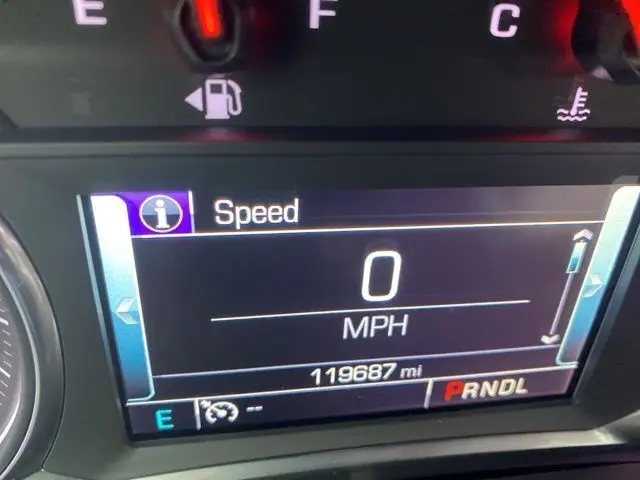 E F C
Speed
0
MPH
119687 mi
E -- PRNDL